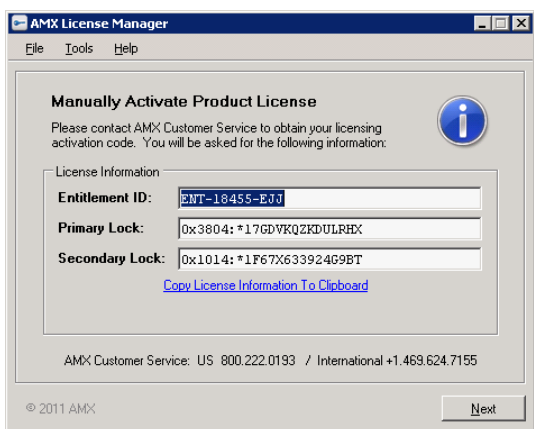 AMX License Manager
File Tools Help
Manually Activate Product License
Please contact AMX Customer Service to obtain your licensing
activation code. You will be asked for the following information:
License Information
Entitlement ID: ENT-18455-EJJ
Primary Lock: 0x3804:*17GDVKQZKDULRHX
Secondary Lock: 0x1014:*1F67X633924G9BT
Copy License Information To Clipboard
AMX Customer Service: US 800.222.0193 / International +1.469.624.7155
© 2011 AMX
Next